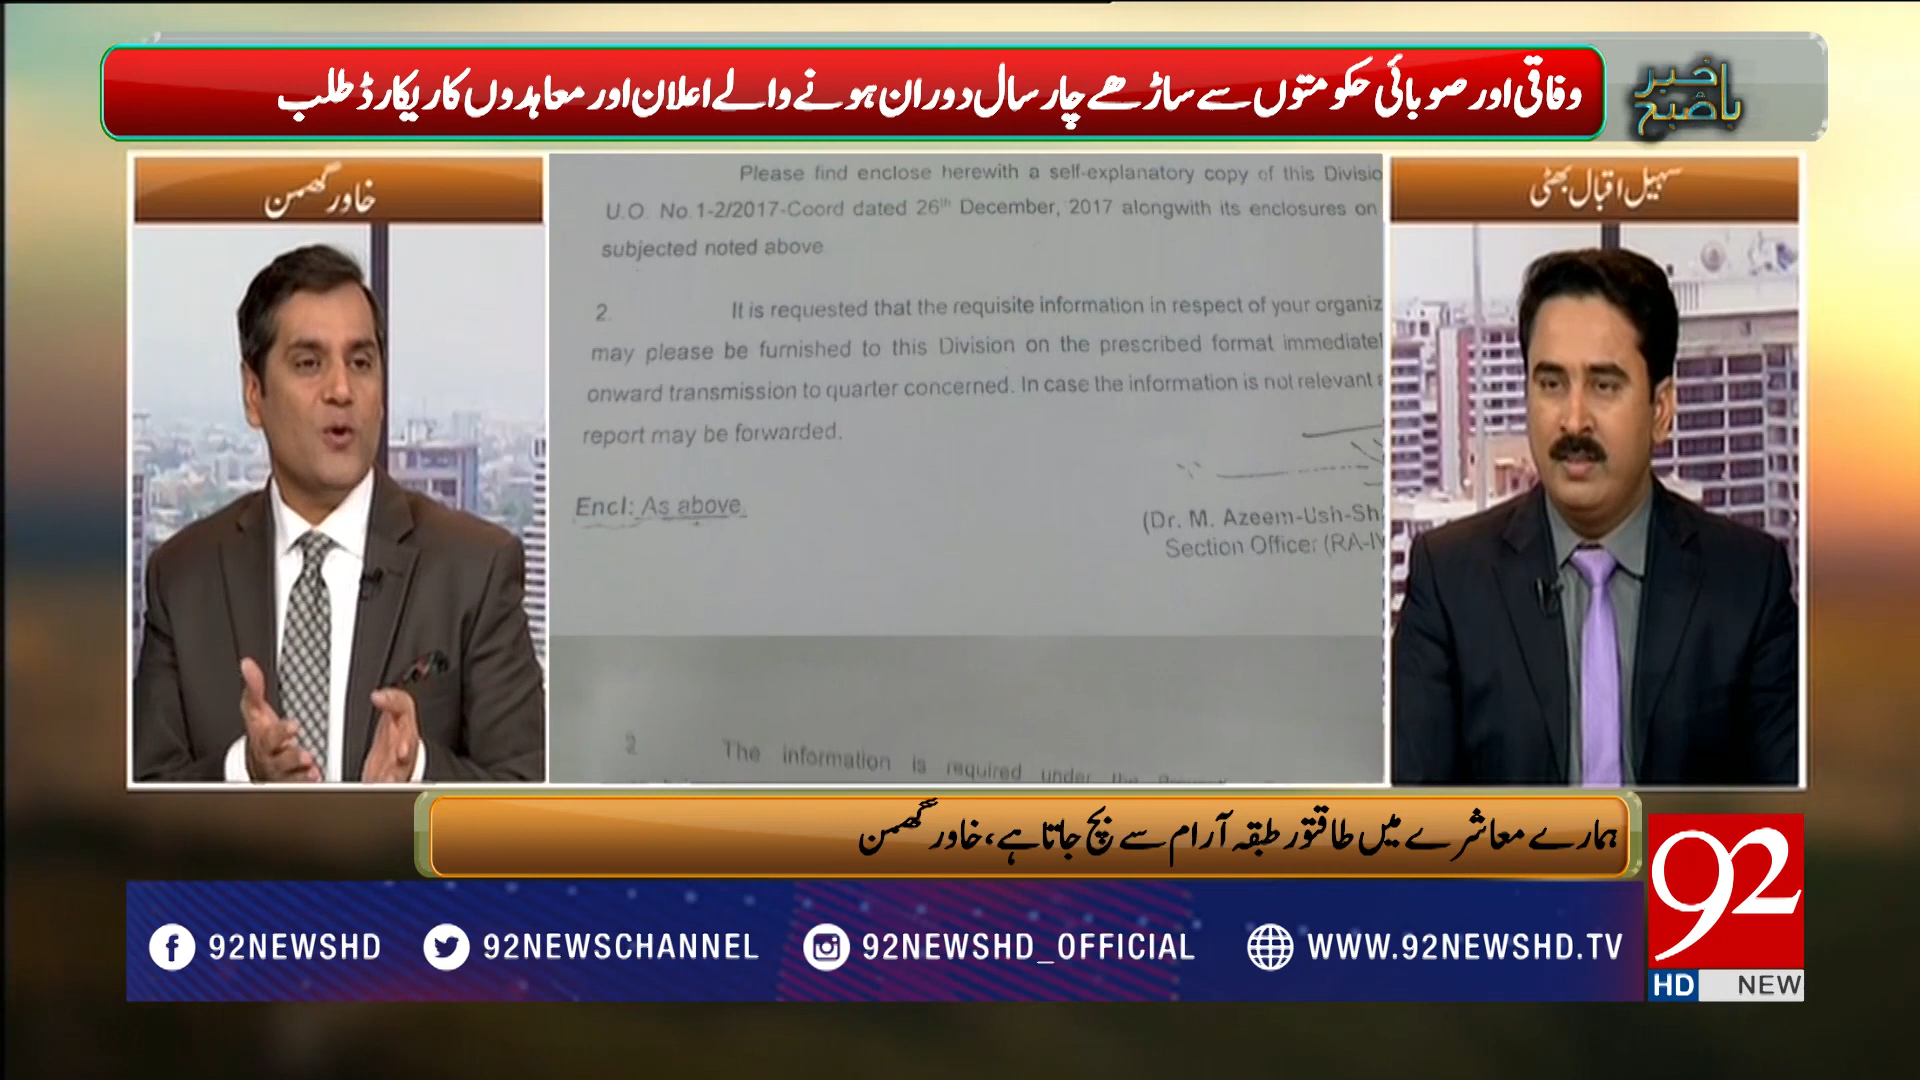 وفاقی اور صوبائی حکومتوں سے ساڑھے چار سال دوران ہونے والے اعلان اور معاہدوں کا ریکارڈ طلب
باخبر صبح
خاور گھمن
سہیل اقبال بھٹی
Please find enclose herewith a self-explanatory copy of this Divisio
U.O. No.1-2/2017-Coord dated 26th December, 2017 alongwith its enclosures on
subjected noted above
2. It is requested that the requisite information in respect of your organiz
may please be furnished to this Division on the prescribed format immediatel
onward transmission to quarter concerned. In case the information is not relevant a
report may be forwarded.
Encl: As above.
(Dr. M. Azeem-Ush-Sh
Section Officer (RA-IV
2 The information is required under the
ہمارے معاشرے میں طاقتور طبقہ آرام سے بچ جاتا ہے، خاور گھمن
92NEWSHD 92NEWSCHANNEL 92NEWSHD_OFFICIAL WWW.92NEWSHD.TV
92
HD NEW